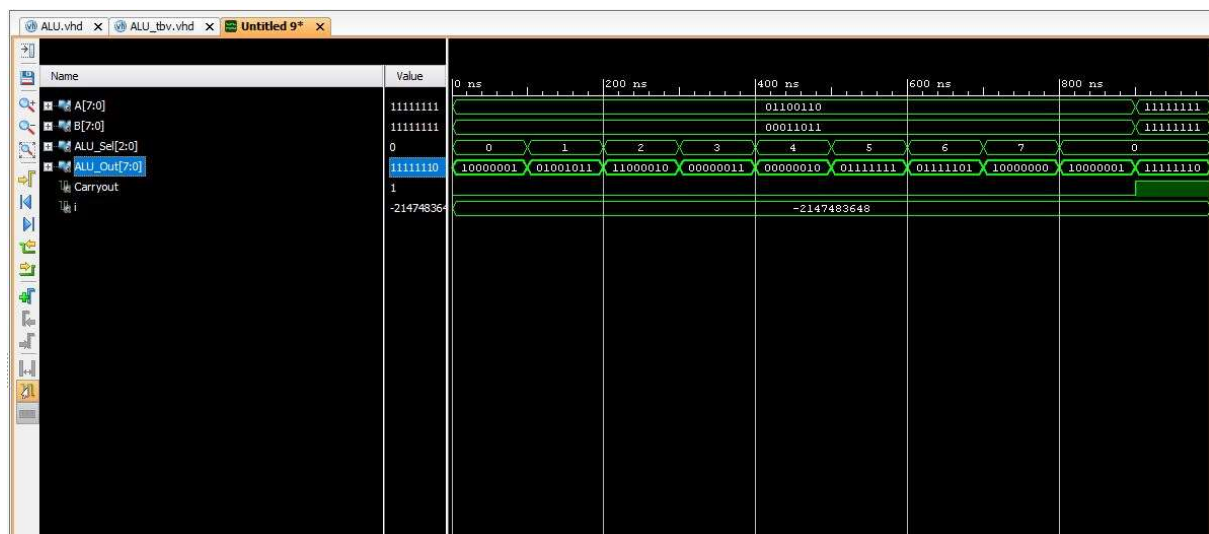 ALU.vhd ALU_tbv.vhd Untitled 9*
Name Value
0 ns 200 ns 400 ns 600 ns 800 ns
A[7:0] 11111111 01100110 11111111
B[7:0] 11111111 00011011 11111111
ALU_Sel[2:0] 0 0 1 2 3 4 5 6 7 0
ALU_Out[7:0] 11111110 10000001 01001011 11000010 00000011 00000010 01111111 01111101 10000000 10000001 11111110
Carryout 1
i -214748364 -2147483648